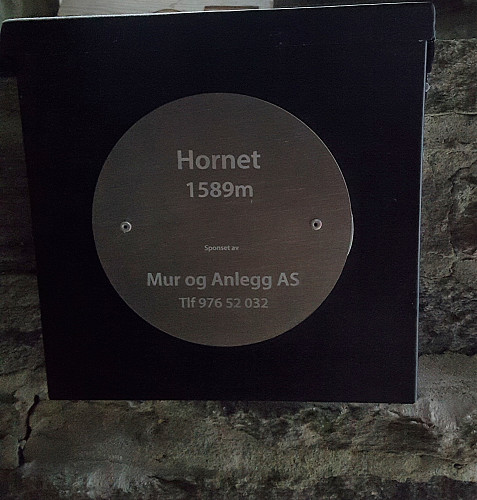 Hornet
1589m
Sponset av
Mur og Anlegg AS
Tlf 976 52 032